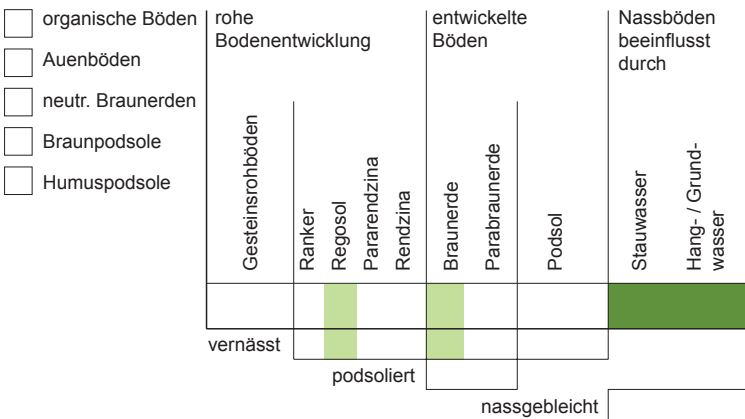 organische Böden
Auenböden
neutr. Braunerden
Braunpodsole
Humuspodsole
rohe
Bodenentwicklung
entwickelte
Böden
Nassböden
beeinflusst
durch
Gesteinsrohböden
Ranker
Regosol
Pararendzina
Rendzina
Braunerde
Parabraunerde
Podsol
Stauwasser
Hang- / Grund-
wasser
vernässt
podsoliert
nassgebleicht